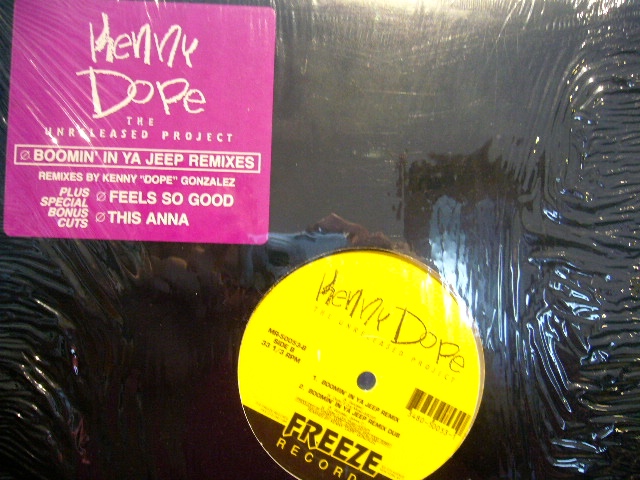 Kenny
Dope
THE
UNRELEASED PROJECT
BOOMIN' IN YA JEEP REMIXES
REMIXES BY KENNY "DOPE" GONZALEZ
PLUS
SPECIAL
BONUS
CUTS
FEELS SO GOOD
THIS ANNA
Kenny Dope
THE UNRELEASED PROJECT
MR-50053-B
SIDE B
33 1/3 RPM
1. BOOMIN' IN YA JEEP REMIX
2. BOOMIN' IN YA JEEP REMIX DUB
FREEZE
RECORDS